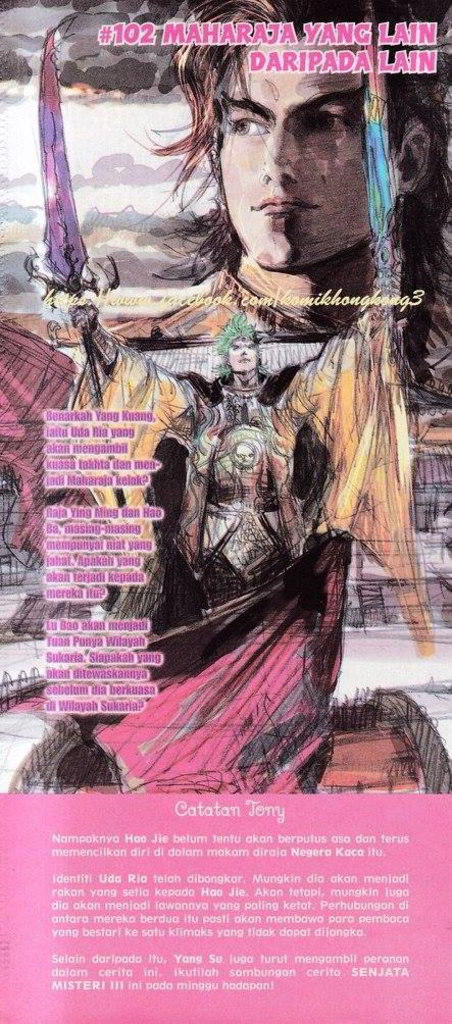 #102 MAHARAJA YANG LAIN
DARIPADA LAIN
https://www.facebook.com/komikhongkong3
Benarkah Yang Kuang,
iaitu Uda Ria yang
akan mengambil
kuasa takhta dan men-
jadi Maharaja kelak?
Raja Ying Ming dan Hao
Ba, masing-masing
mempunyai niat yang
jahat. Apakah yang
akan terjadi kepada
mereka itu?
Lu Bao akan menjadi
Tuan Punya Wilayah
Sukaria. Siapakah yang
akan ditewaskannya
sebelum dia berkuasa
di Wilayah Sukaria?
Catatan Tony
Nampaknya Hao Jie belum tentu akan berputus asa dan terus
memencilkan diri di dalam makam diraja Negera Kaca itu.
Identiti Uda Ria telah dibongkar. Mungkin dia akan menjadi
rakan yang setia kepada Hao Jie. Akan tetapi, mungkin juga
dia akan menjadi lawannya yang paling ketat. Perhubungan di
antara mereka berdua itu pasti akan membawa para pembaca
yang bestari ke satu klimaks yang tidak dapat dijangka.
Selain daripada itu, Yang Su juga turut mengambil peranan
dalam cerita ini. Ikutilah sambungan cerita SENJATA
MISTERI III ini pada minggu hadapan!